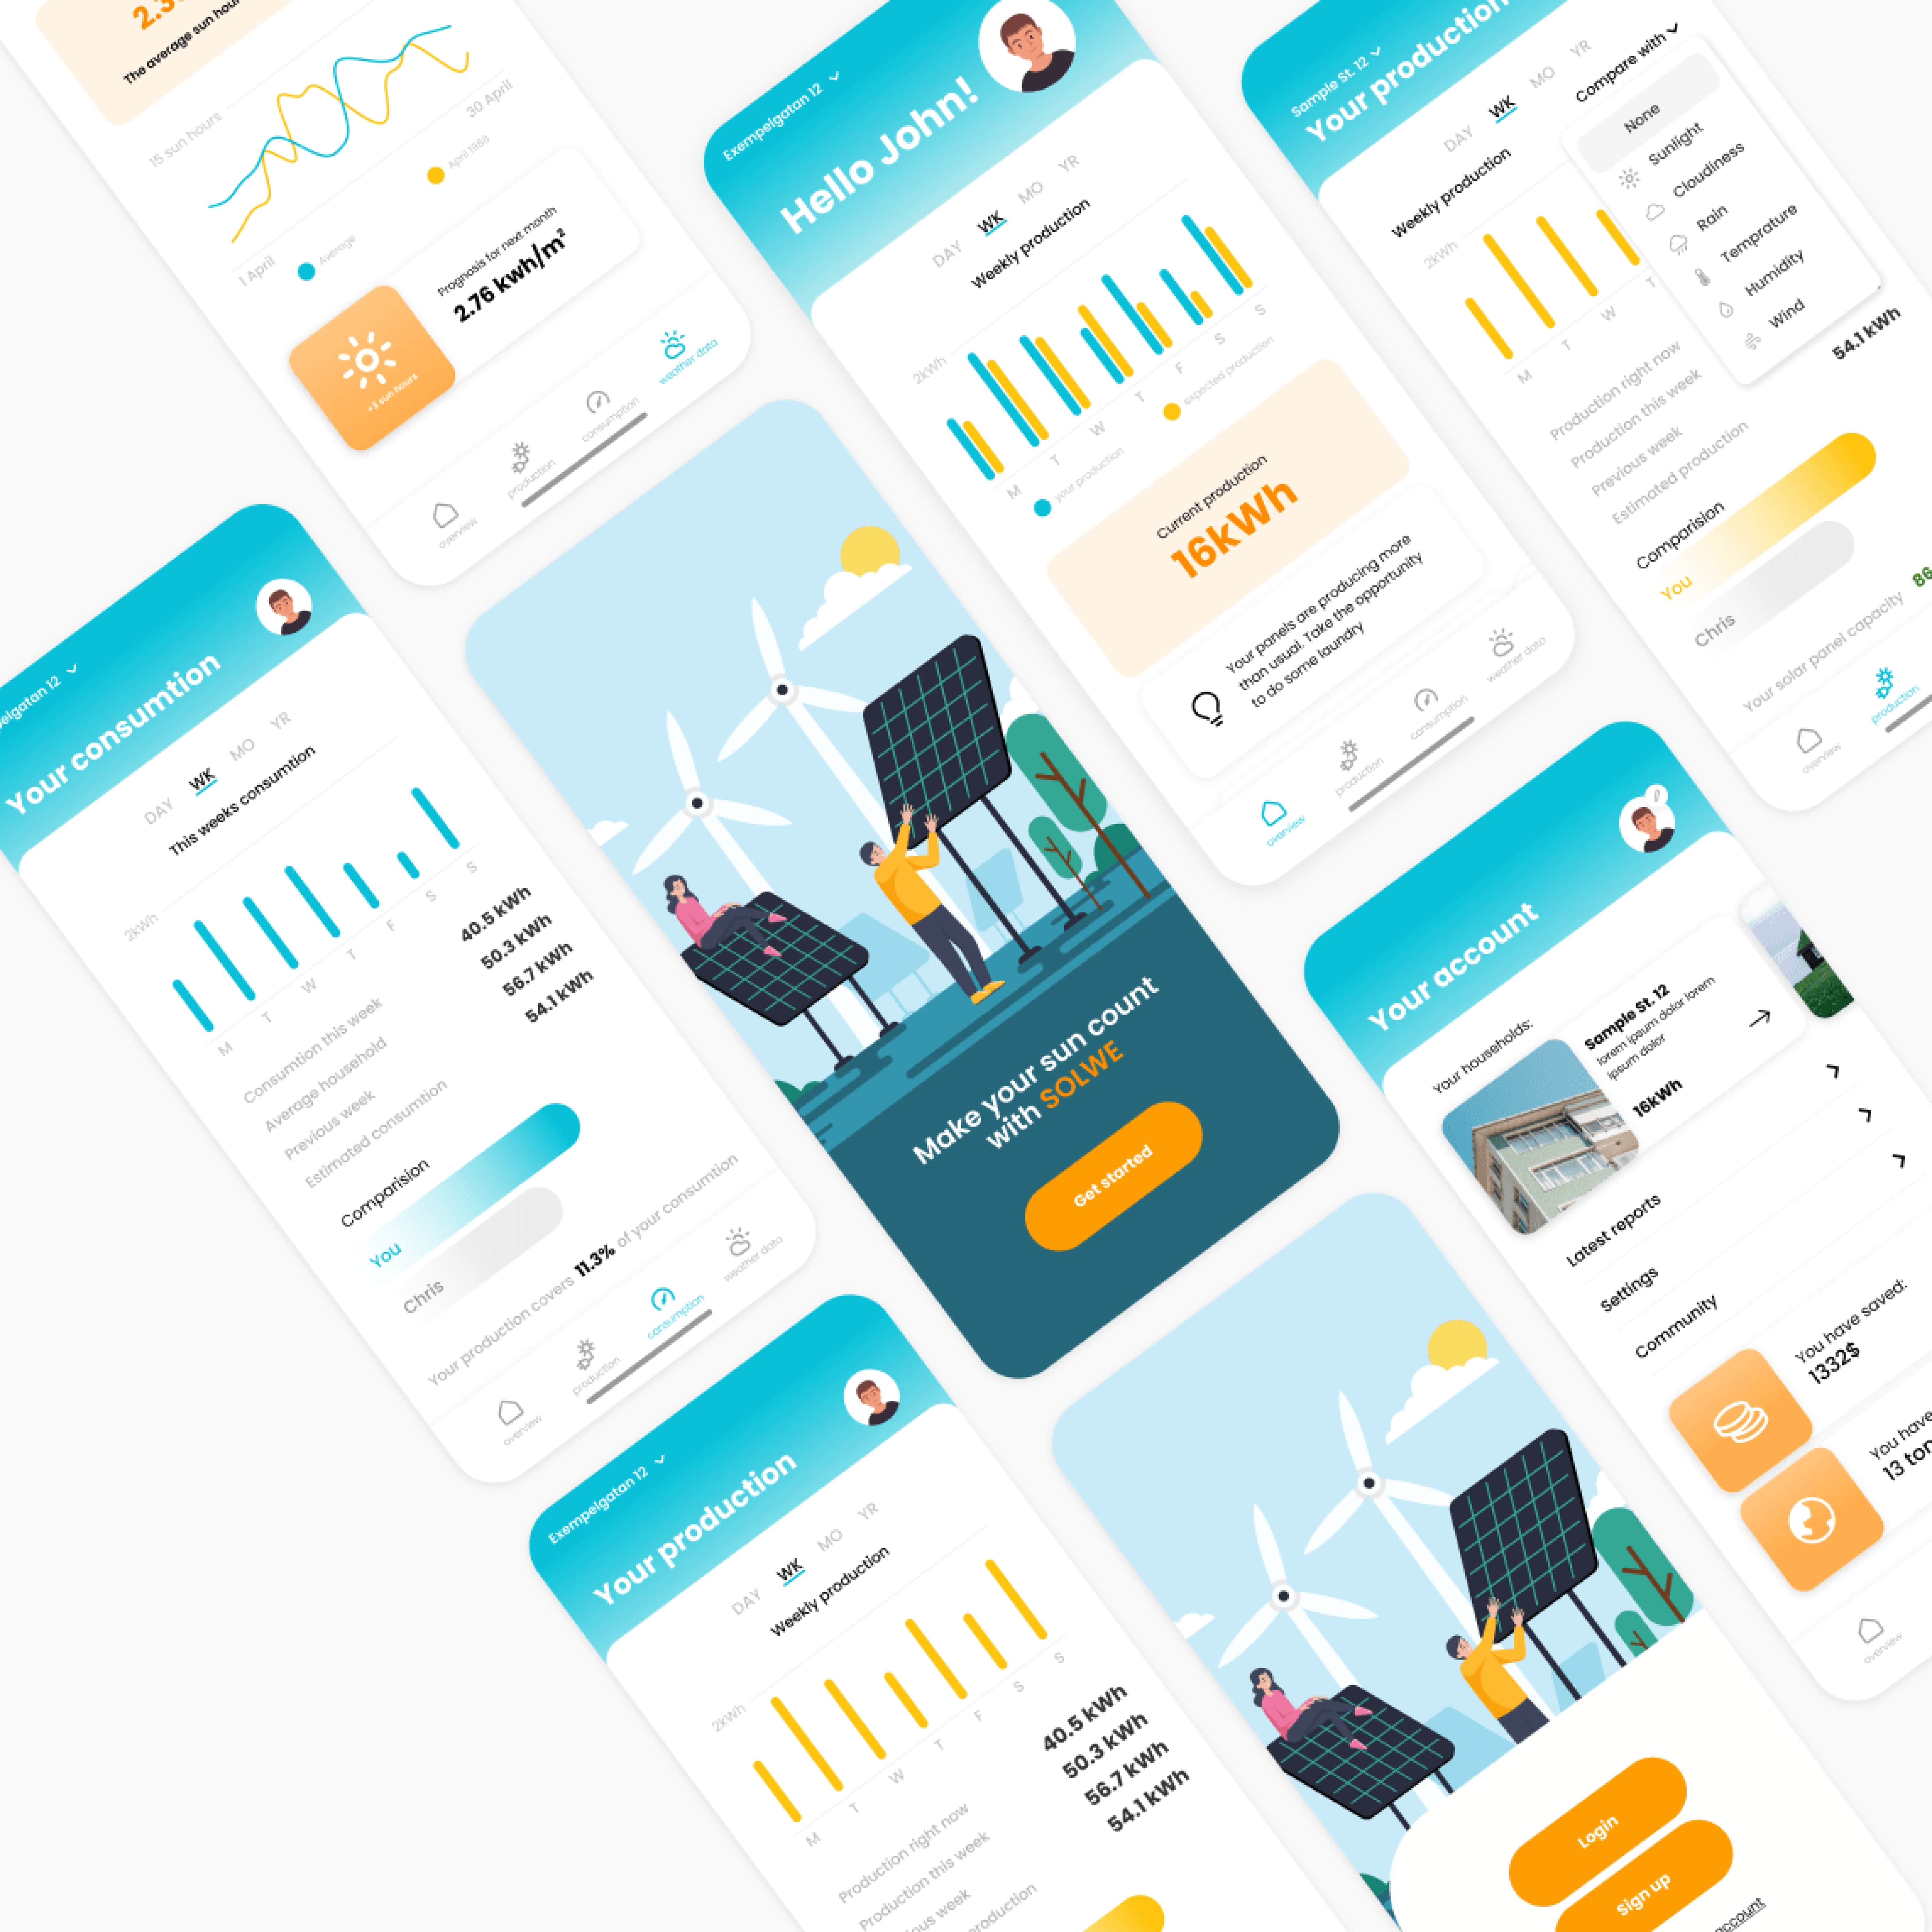 The average sun hour
15 sun hours
1 April
30 April
Average
April 1988
Prognosis for next month
2.76 kwh/m²
+3 sun hours
overview
production
consumption
weather data
Exempelgatan 12
Hello John!
DAY
WK
MO
YR
Weekly production
2kWh
M
T
W
T
F
S
S
your production
expected production
Current production
16kWh
Your panels are producing more
than usual. Take the opportunity
to do some laundry
overview
production
consumption
weather data
Sample St. 12
Your production
DAY
WK
MO
YR
Compare with
None
Sunlight
Cloudiness
Rain
Temprature
Humidity
Wind
Weekly production
2kWh
M
T
W
T
54.1 kWh
Production right now
Production this week
Previous week
Estimated production
Comparision
You
Chris
Your solar panel capacity 86
overview
production
elgatan 12
Your consumtion
DAY
WK
MO
YR
This weeks consumtion
2kWh
M
T
W
T
F
S
S
Consumtion this week
40.5 kWh
Average household
50.3 kWh
Previous week
56.7 kWh
Estimated consumtion
54.1 kWh
Comparision
You
Chris
Your production covers 11.3% of your consumtion
overview
production
consumption
weather data
Make your sun count
with SOLWE
Get started
Your account
Your households:
Sample St. 12
lorem ipsum dolor lorem
ipsum dolor
16kWh
Latest reports
Settings
Community
You have saved:
1332$
You have
13 ton
overview
Exempelgatan 12
Your production
DAY
WK
MO
YR
Weekly production
2kWh
M
T
W
T
F
S
S
Production right now
40.5 kWh
Production this week
50.3 kWh
ious week
56.7 kWh
production
54.1 kWh
Login
Sign up
account